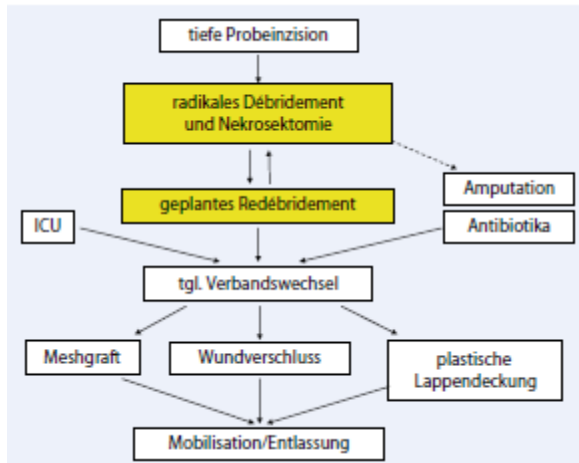 tiefe Probeinzision
radikales Débridement
und Nekrosektomie
Amputation
geplantes Redébridement
ICU
Antibiotika
tgl. Verbandswechsel
Meshgraft
Wundverschluss
plastische
Lappendeckung
Mobilisation/Entlassung